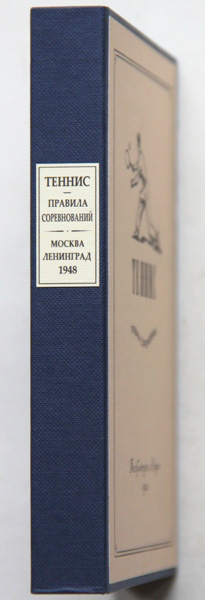 ТЕННИС
ПРАВИЛА
СОРЕВНОВАНИЙ
МОСКВА
ЛЕНИНГРАД
1948
ТЕННИС